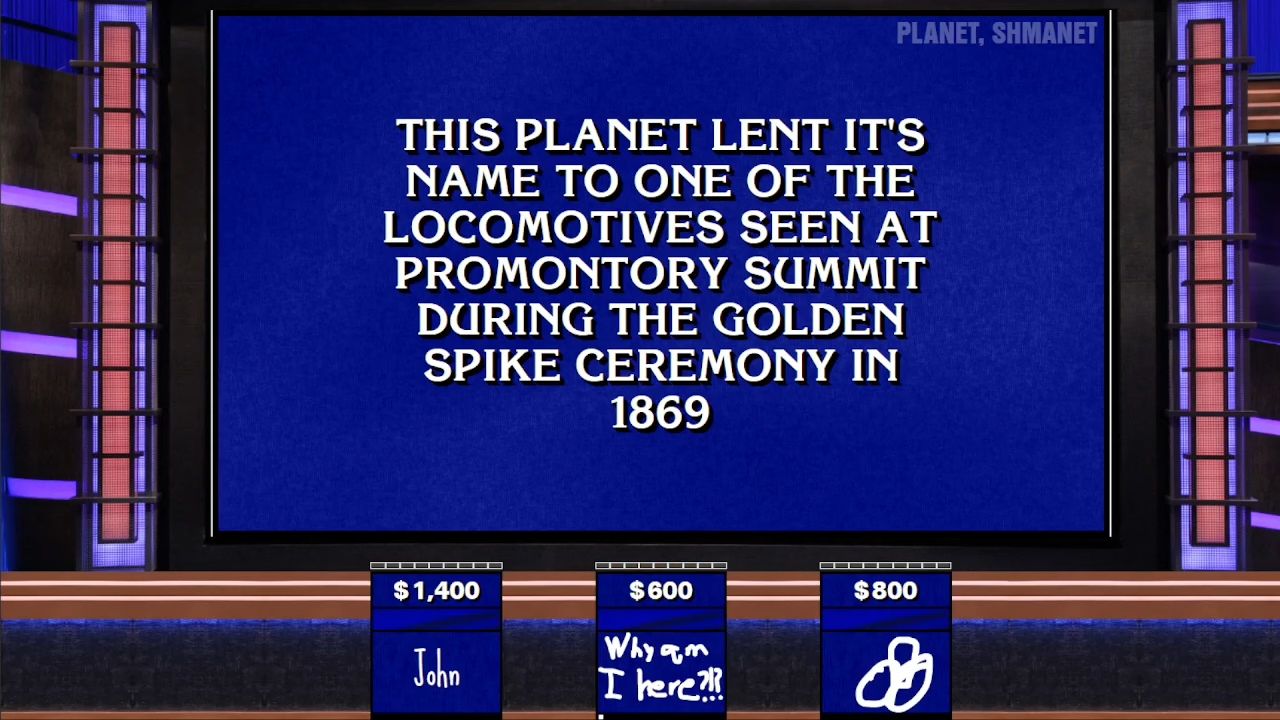 PLANET, SHMANET
THIS PLANET LENT IT'S
NAME TO ONE OF THE
LOCOMOTIVES SEEN AT
PROMONTORY SUMMIT
DURING THE GOLDEN
SPIKE CEREMONY IN
1869
$1,400
$600
$800
John
Why am
I here?!?!